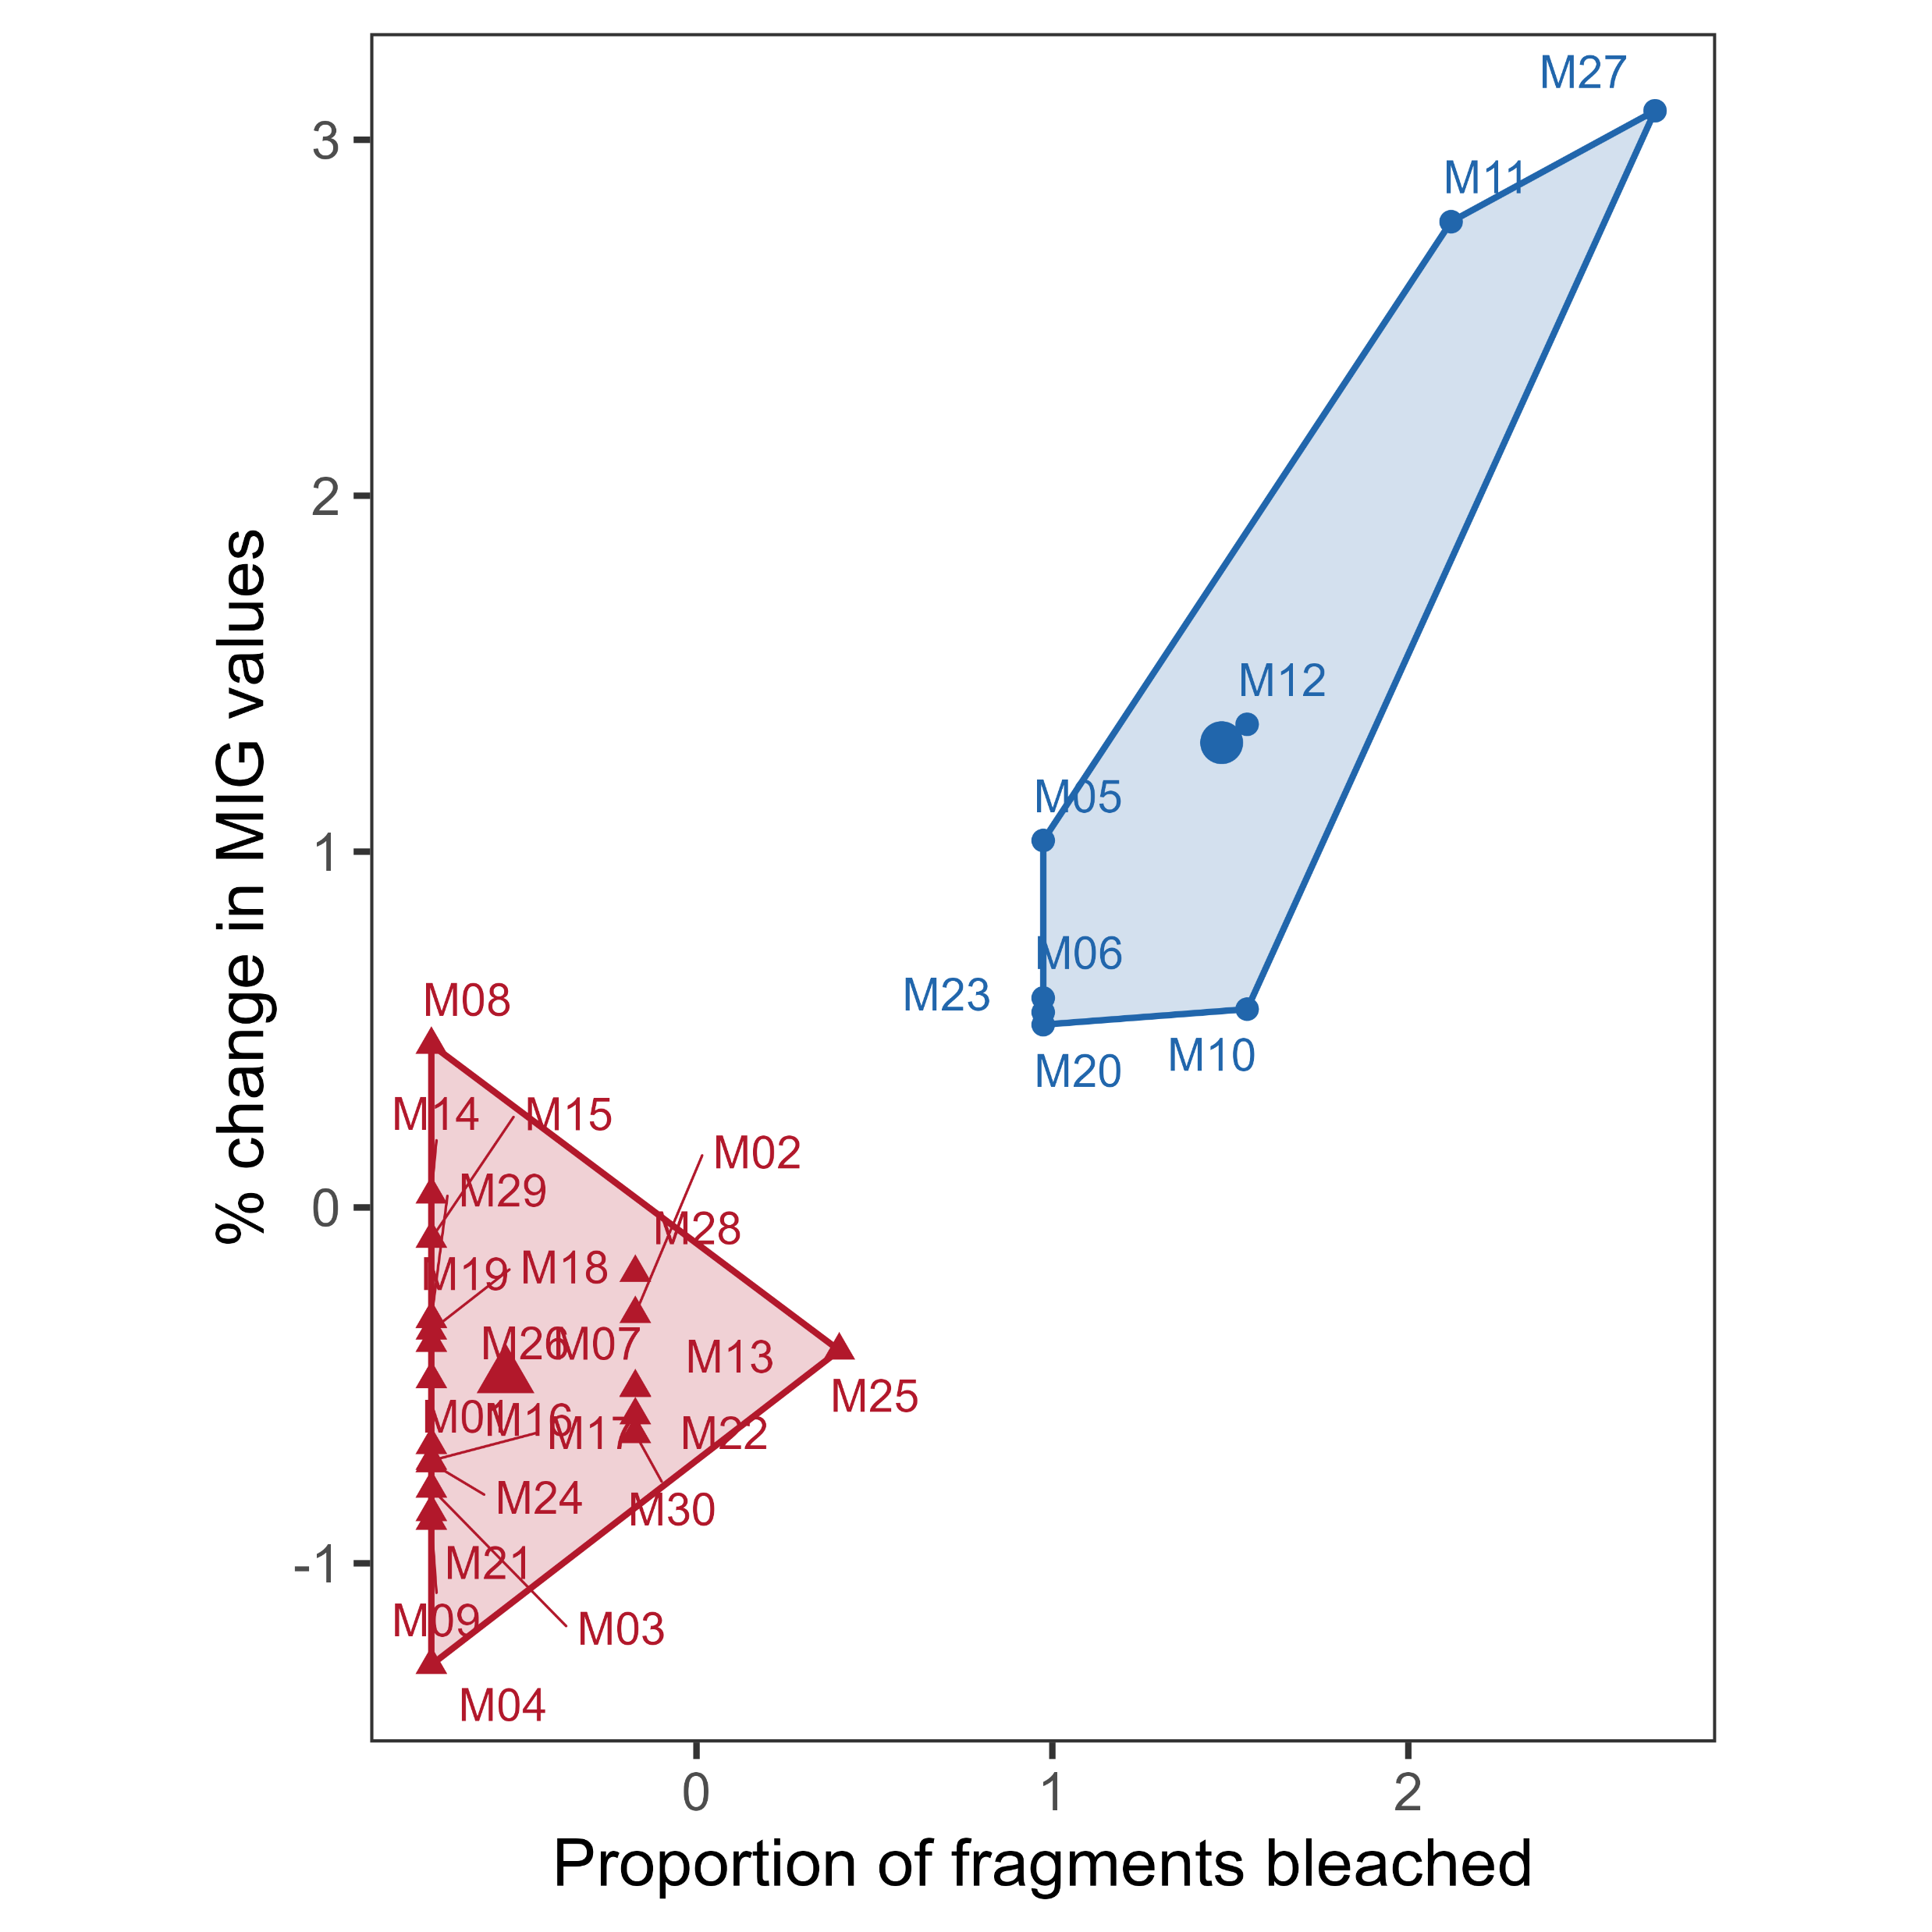 M27
3
M11
2
M12
M05
1
M06
M23
M08
M10
M20
M14
M15
M02
M29
0
M28
M19
M18
M26
M07
M13
M25
M01
M16
M17
M22
M24
M30
M21
-1
M09
M03
M04
0
1
2
% change in MIG values
Proportion of fragments bleached